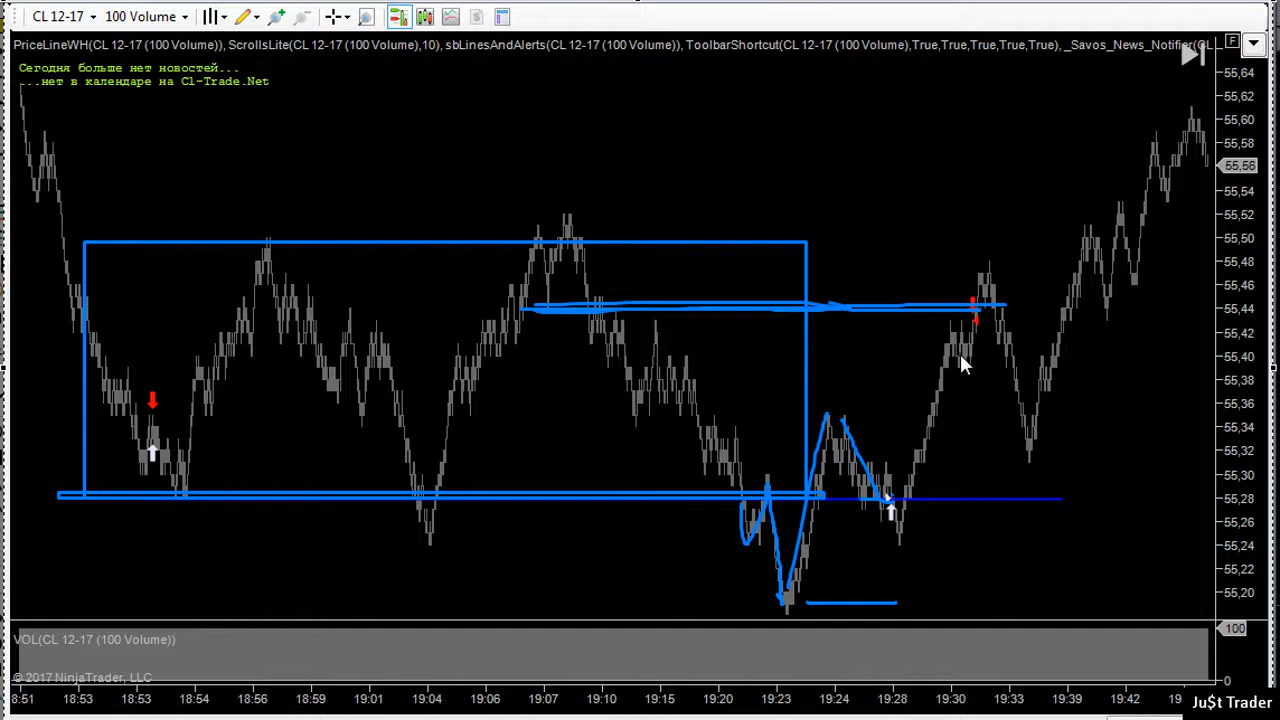 CL 12-17 100 Volume
PriceLineWH(CL 12-17 (100 Volume)), ScrollsLite(CL 12-17 (100 Volume),10), sbLinesAndAlerts(CL 12-17 (100 Volume)), ToolbarShortcut(CL 12-17 (100 Volume),True,True,True,True,True), _Savos_News_Notifier(CL
F
Сегодня больше нет новостей...
...нет в календаре на Cl-Trade.Net
55,64
55,62
55,60
55,58
55,56
55,54
55,52
55,50
55,48
55,46
55,44
55,42
55,40
55,38
55,36
55,34
55,32
55,30
55,28
55,26
55,24
55,22
55,20
100
VOL(CL 12-17 (100 Volume))
0
© 2017 NinjaTrader, LLC
18:51 18:53 18:53 18:54 18:56 18:59 19:01 19:04 19:07 19:10 19:20 19:23 19:24 19:28 19:30 19:33 19:39 19:42
Ju$t Trader